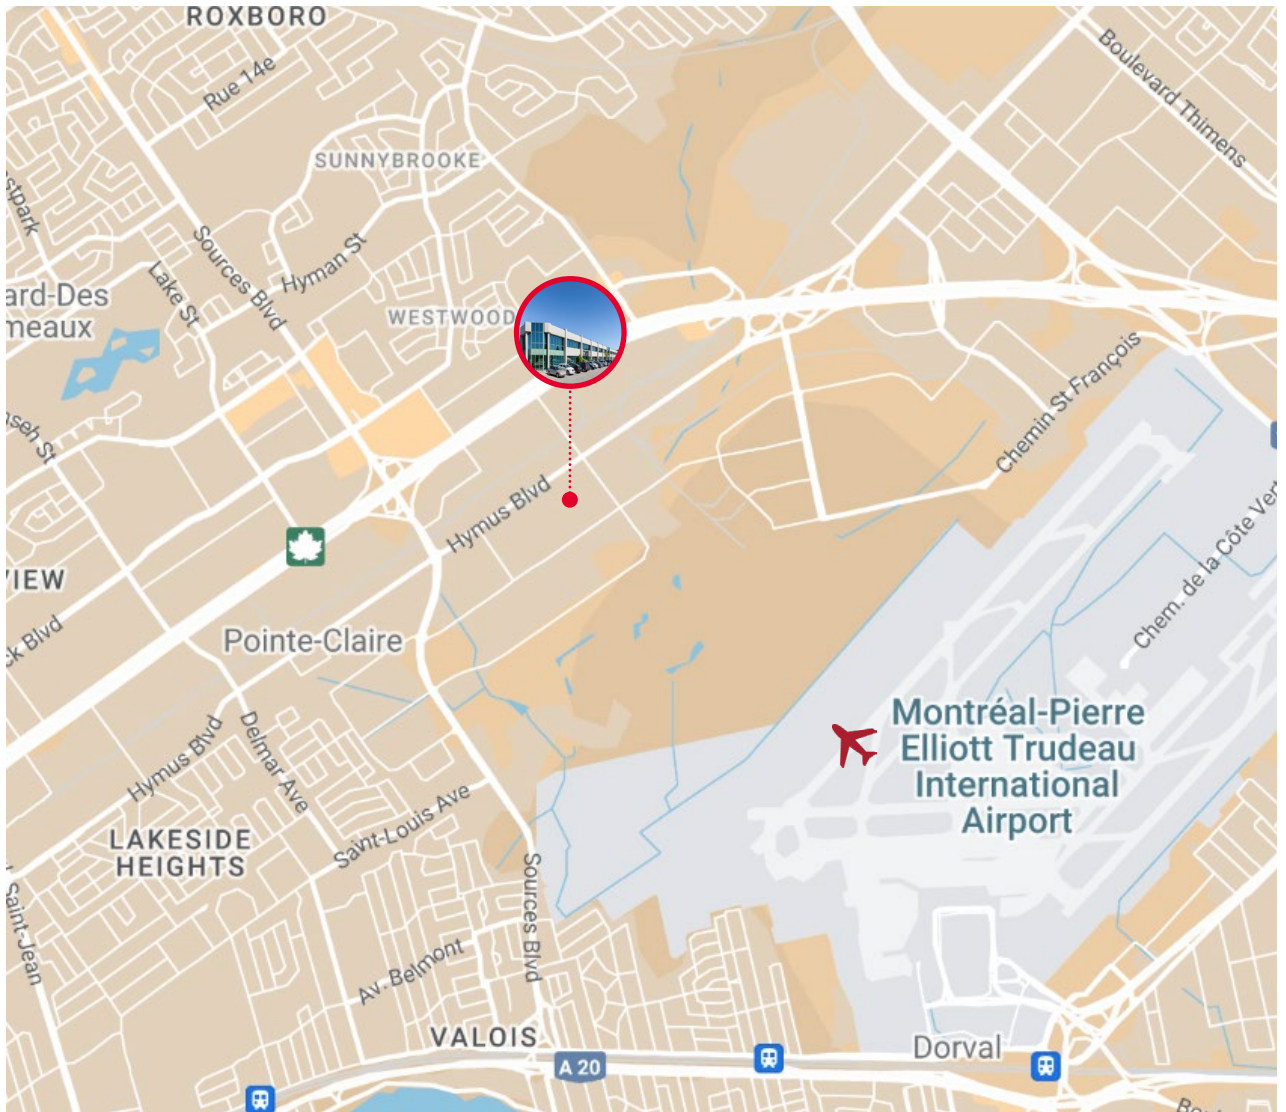 ROXBORO
Rue 14e
Boulevard Thimens
SUNNYBROOKE
Sources Blvd
Hyman St
Lake St
ard-Des
meaux
WESTWOOD
Chemin St François
Hymus Blvd
Chem. de la Côte Vert
Pointe-Claire
Montréal-Pierre
Elliott Trudeau
International
Airport
Hymus Blvd
Delmar Ave
Saint-Louis Ave
LAKESIDE
HEIGHTS
Sources Blvd
Saint-Jean
Av. Belmont
VALOIS
A 20
Dorval